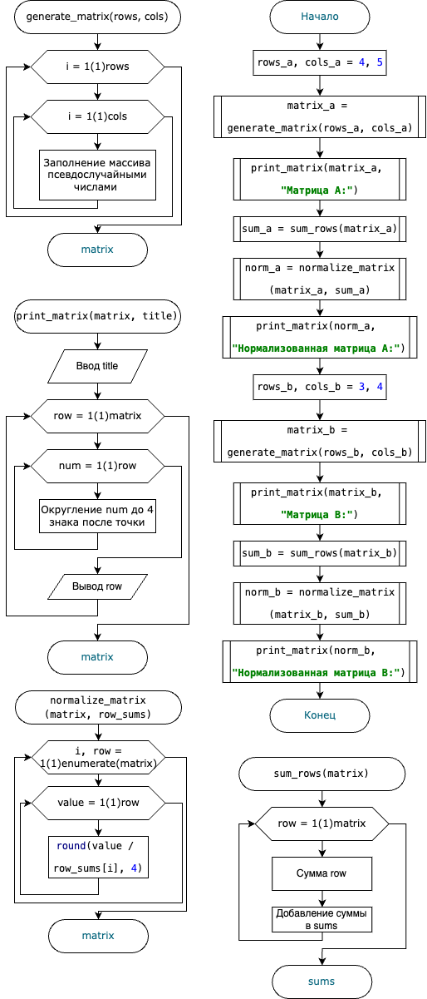 generate_matrix(rows, cols)
i = 1(1)rows
i = 1(1)cols
Заполнение массива
псевдослучайными
числами
matrix
print_matrix(matrix, title)
Ввод title
row = 1(1)matrix
num = 1(1)row
Округление num до 4
знака после точки
Вывод row
matrix
normalize_matrix
(matrix, row_sums)
i, row =
1(1)enumerate(matrix)
value = 1(1)row
round(value /
row_sums[i], 4)
matrix
Начало
rows_a, cols_a = 4, 5
matrix_a =
generate_matrix(rows_a, cols_a)
print_matrix(matrix_a,
"Матрица A:")
sum_a = sum_rows(matrix_a)
norm_a = normalize_matrix
(matrix_a, sum_a)
print_matrix(norm_a,
"Нормализованная матрица A:")
rows_b, cols_b = 3, 4
matrix_b =
generate_matrix(rows_b, cols_b)
print_matrix(matrix_b,
"Матрица B:")
sum_b = sum_rows(matrix_b)
norm_b = normalize_matrix
(matrix_b, sum_b)
print_matrix(norm_b,
"Нормализованная матрица B:")
Конец
sum_rows(matrix)
row = 1(1)matrix
Сумма row
Добавление суммы
в sums
sums